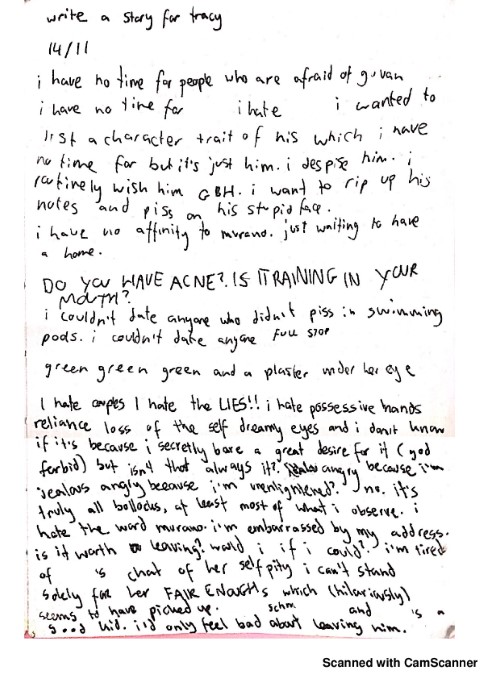 write a story for tracy
14/11
i have no time for people who are afraid of
i have no time for i hate i wanted to
list a character trait of his which i have
no time for but it's just him. i despise him. i
routinely wish him GBH. i want to rip up his
notes and piss on his stupid face.
i have no affinity to murano. just waiting to have
a home.
DO YOU HAVE ACNE? IS IT RAINING IN YOUR
MOUTH?
i couldn't date anyone who didn't piss in swimming
pools. i couldn't date anyone FULL STOP
green green green and a plaster under her eye
I hate couples I hate the LIES!! i hate possessive hands
reliance loss of the self dreamy eyes and i don't know
if it's because i secretly bare a great desire for it (god
forbid) but isn't that always it? Jealous angry because i'm
jealous angry because i'm unenlightened? no. it's
truly all bollocks, at least most of what i observe. i
hate the word murano. i'm embarrassed by my address.
is it worth leaving? would i if i could? i'm tired
of 's chat of her self pity i can't stand
solely for her FAIR ENOUGHs which (hilariously)
seems to have picked up. schm and is a
s...d kid. i'd only feel bad about leaving him.
Scanned with CamScanner